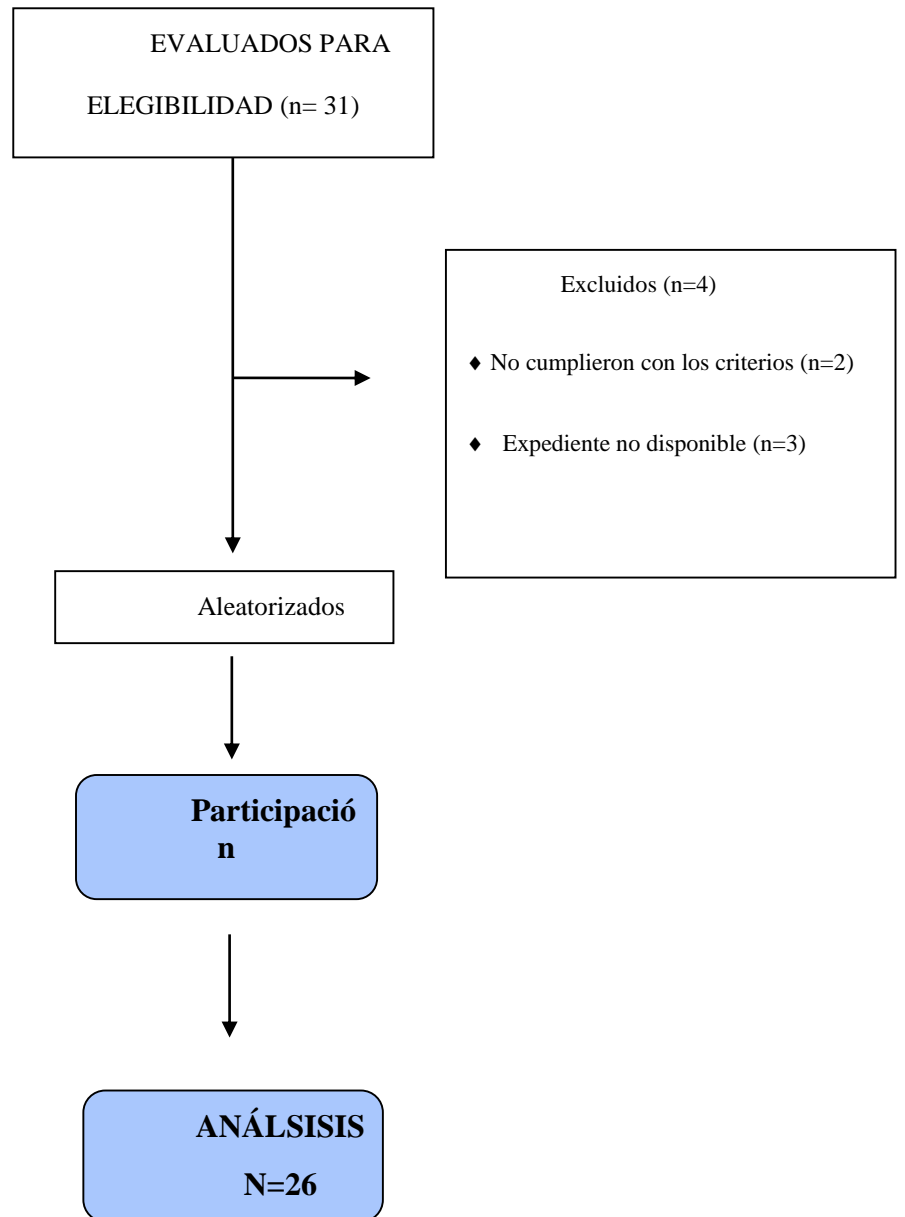 EVALUADOS PARA
ELEGIBILIDAD (n= 31)
Excluidos (n=4)
♦ No cumplieron con los criterios (n=2)
♦ Expediente no disponible (n=3)
Aleatorizados
Participació
n
ANÁLSISIS
N=26